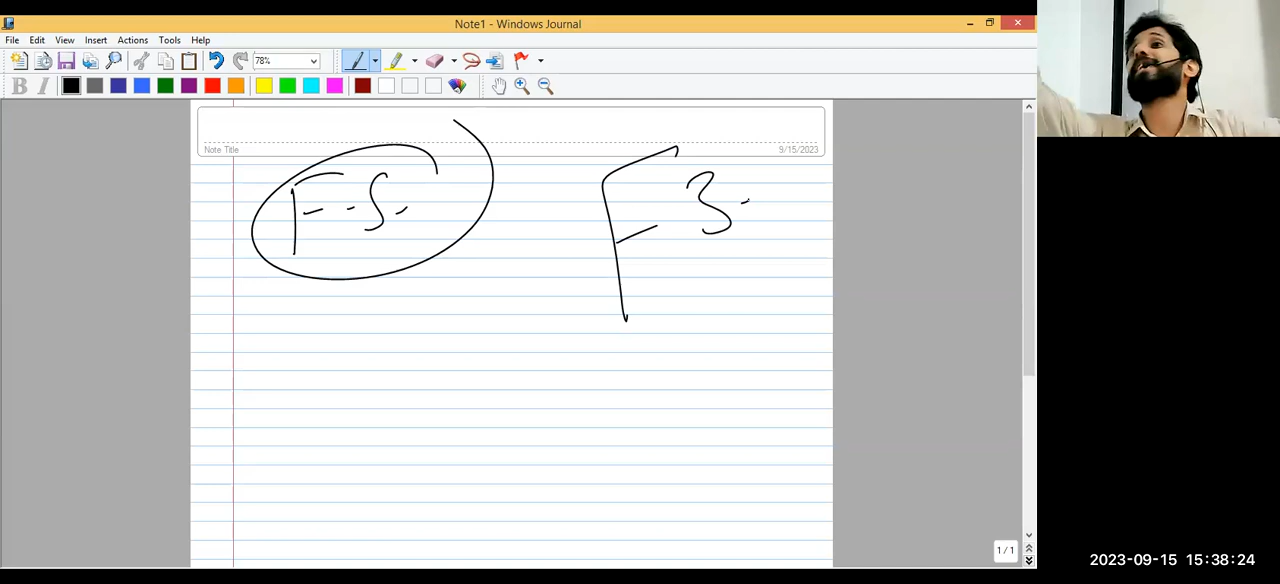 Note1 - Windows Journal
File Edit View Insert Actions Tools Help
78%
B I
Note Title 9/15/2023
F.S. F 3.
1 / 1
2023-09-15 15:38:24